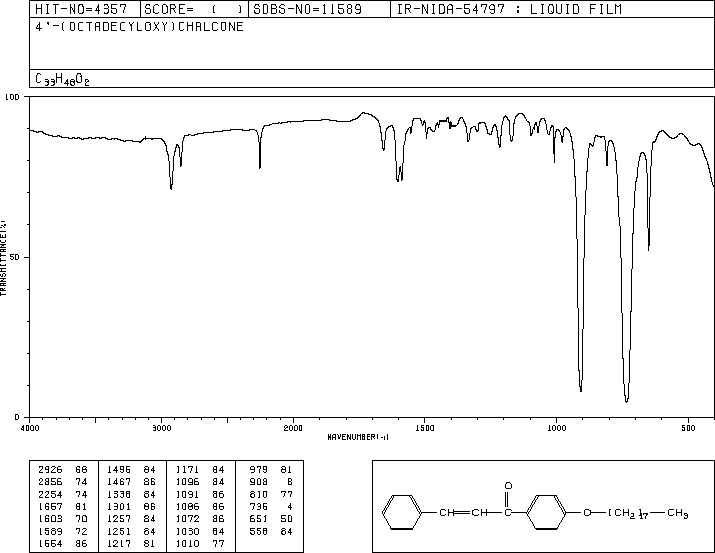 HIT-NO=4357 SCORE= ( ) SDBS-NO=11589 IR-NIDA-54797 : LIQUID FILM
4'-(OCTADECYLOXY)CHALCONE
C33H48O2
100
50
0
TRANSMITTANCE(%)
4000 3000 2000 1500 1000 500
WAVENUMBER(-1)
2926 68 1496 84 1171 84 979 81
2856 74 1467 86 1096 84 908 8
2254 74 1338 84 1091 86 810 77
1657 81 1301 86 1086 86 736 4
1603 70 1257 84 1072 86 651 50
1589 72 1251 84 1030 84 558 84
1554 86 1217 81 1010 77
O
CH=CH-C O-(CH2)17-CH3